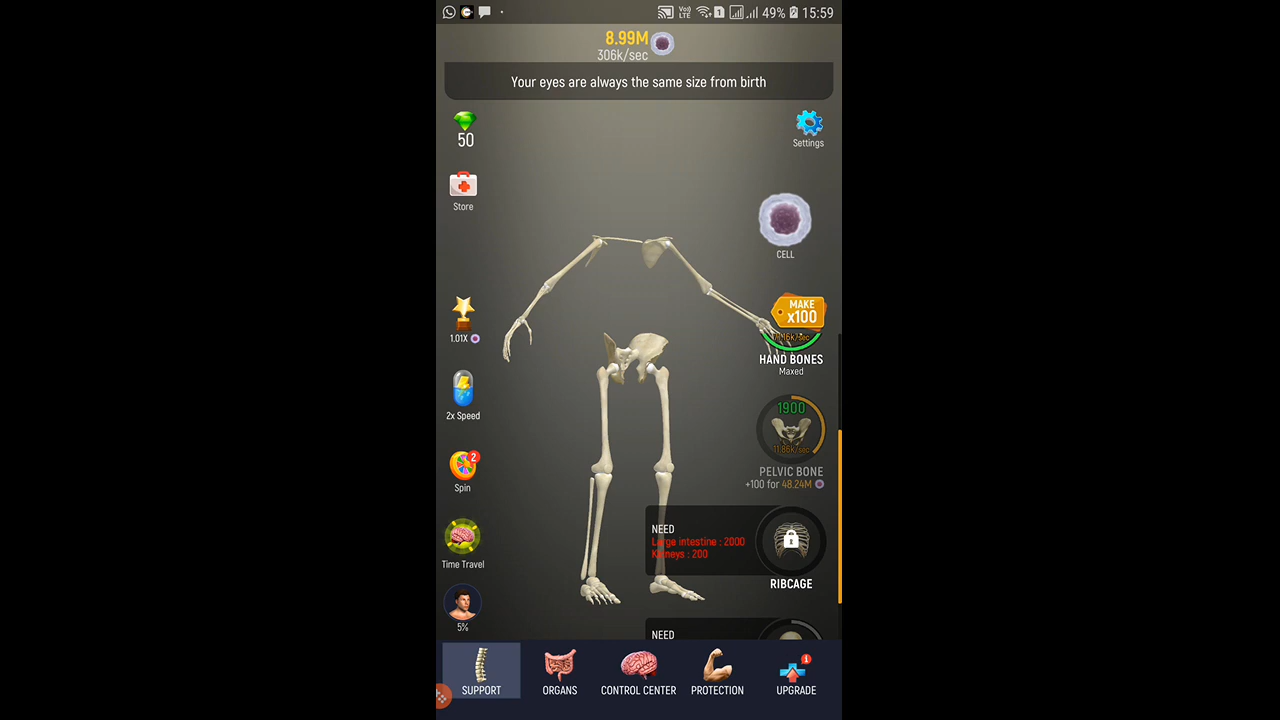 VoLTE 1 49% 15:59
8.99M
306k/sec
Your eyes are always the same size from birth
50
Settings
Store
CELL
MAKE
x100
1.01X
HAND BONES
Maxed
2x Speed
1900
11.86k/sec
PELVIC BONE
+100 for 48.24M
2
Spin
NEED
Large intestine : 2000
Kidneys : 200
Time Travel
RIBCAGE
5%
NEED
SUPPORT
ORGANS
CONTROL CENTER
PROTECTION
UPGRADE